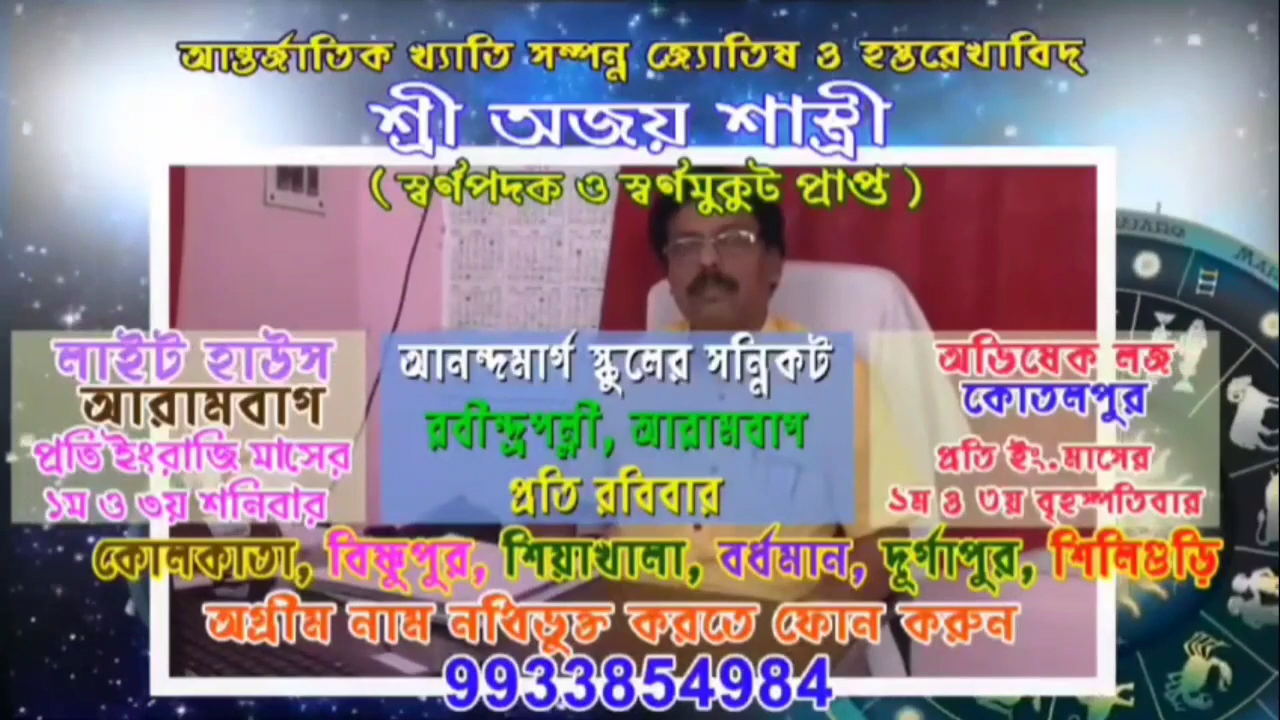 আন্তর্জাতিক খ্যাতি সম্পন্ন জ্যোতিষ ও হস্তরেখাবিদ্
শ্রী অজয় শাস্ত্রী
( স্বর্ণপদক ও স্বর্ণমুকুট প্রাপ্ত )
লাইট হাউস
আরামবাগ
প্রতি ইংরাজি মাসের
১ম ও ৩য় শনিবার
আনন্দমার্গ স্কুলের সন্নিকট
রবীন্দ্রপল্লী, আরামবাগ
প্রতি রবিবার
অভিষেক লজ
কোতলপুর
প্রতি ইং.মাসের
১ম ও ৩য় বৃহস্পতিবার
কোলকাতা, বিষ্ণুপুর, শিয়াখালা, বর্ধমান, দূর্গাপুর, শিলিগুড়ি
অগ্রীম নাম নথিভুক্ত করতে ফোন করুন
9933854984